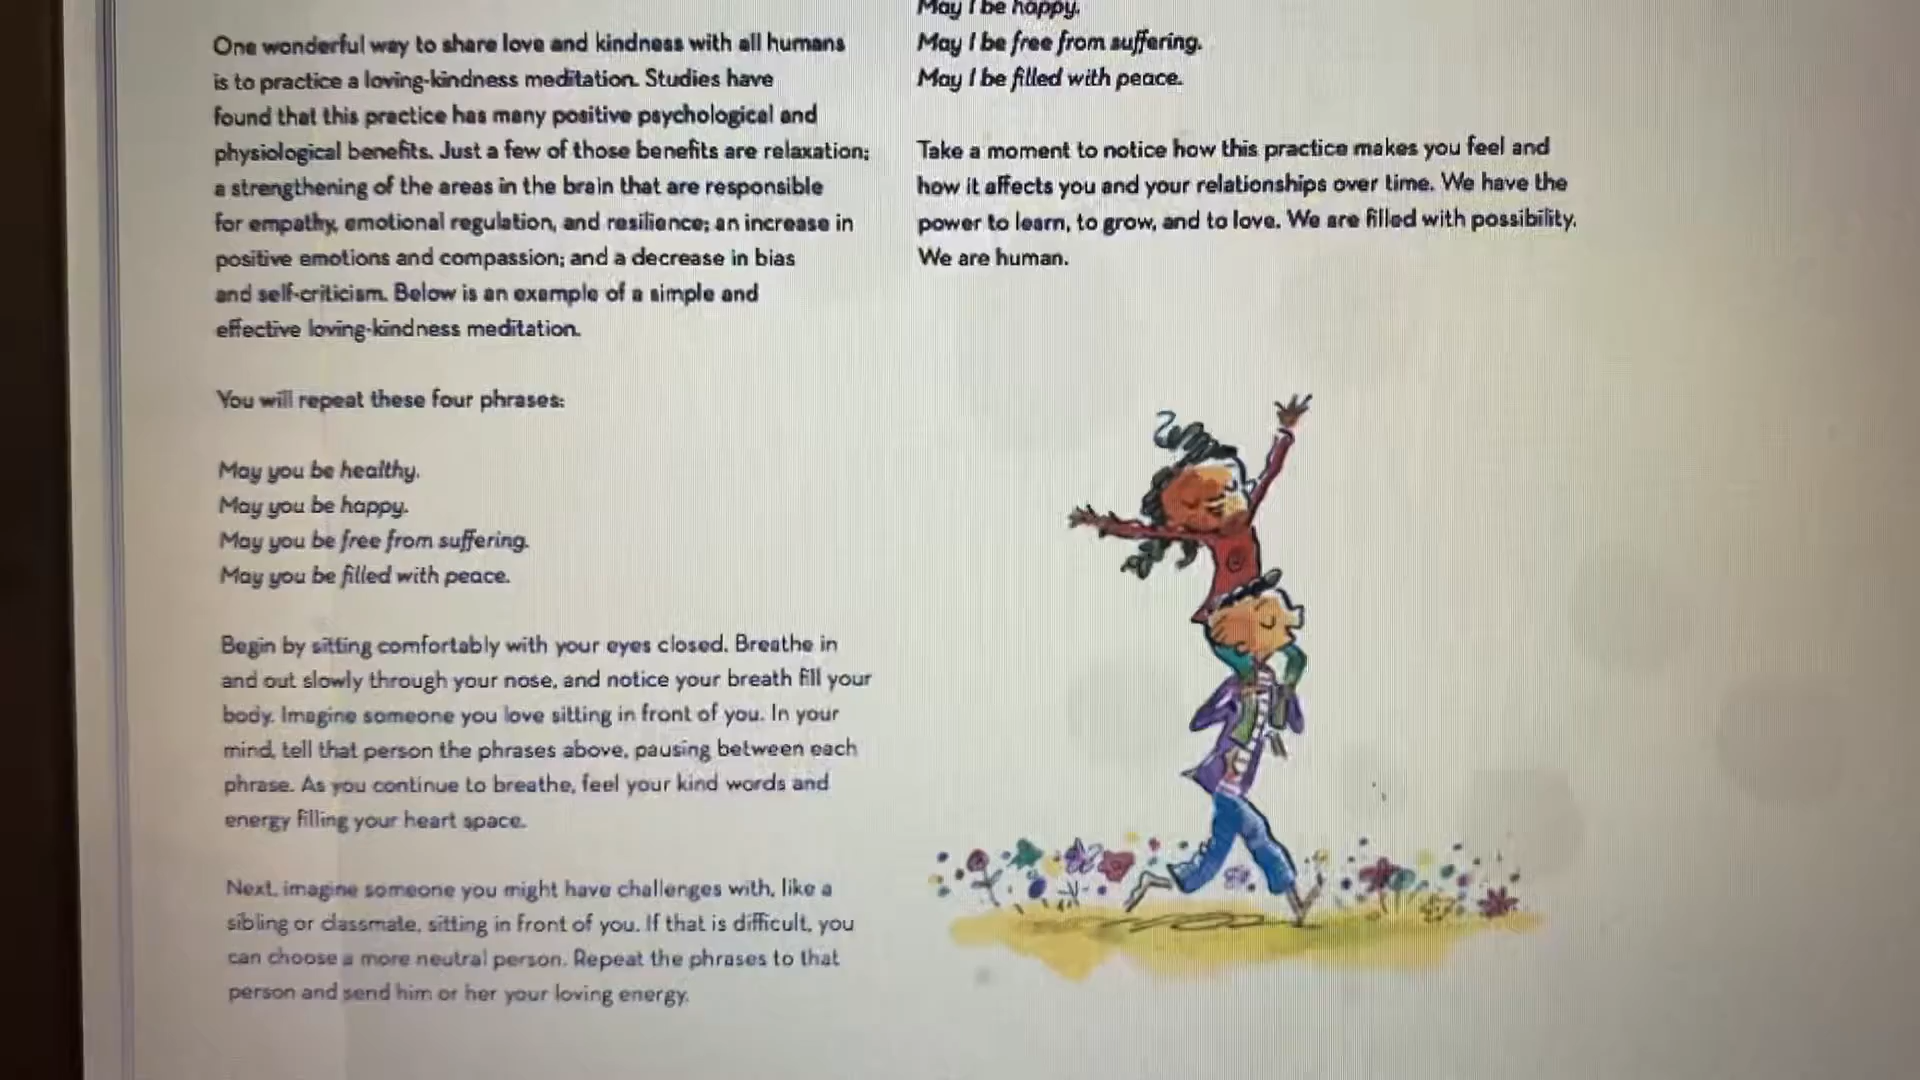 One wonderful way to share love and kindness with all humans
is to practice a loving-kindness meditation. Studies have
found that this practice has many positive psychological and
physiological benefits. Just a few of those benefits are relaxation;
a strengthening of the areas in the brain that are responsible
for empathy, emotional regulation, and resilience; an increase in
positive emotions and compassion; and a decrease in bias
and self-criticism. Below is an example of a simple and
effective loving-kindness meditation.
You will repeat these four phrases:
May you be healthy.
May you be happy.
May you be free from suffering.
May you be filled with peace.
Begin by sitting comfortably with your eyes closed. Breathe in
and out slowly through your nose, and notice your breath fill your
body. Imagine someone you love sitting in front of you. In your
mind, tell that person the phrases above, pausing between each
phrase. As you continue to breathe, feel your kind words and
energy filling your heart space.
Next, imagine someone you might have challenges with, like a
sibling or classmate, sitting in front of you. If that is difficult, you
can choose a more neutral person. Repeat the phrases to that
person and send him or her your loving energy.
May I be happy.
May I be free from suffering.
May I be filled with peace.
Take a moment to notice how this practice makes you feel and
how it affects you and your relationships over time. We have the
power to learn, to grow, and to love. We are filled with possibility.
We are human.